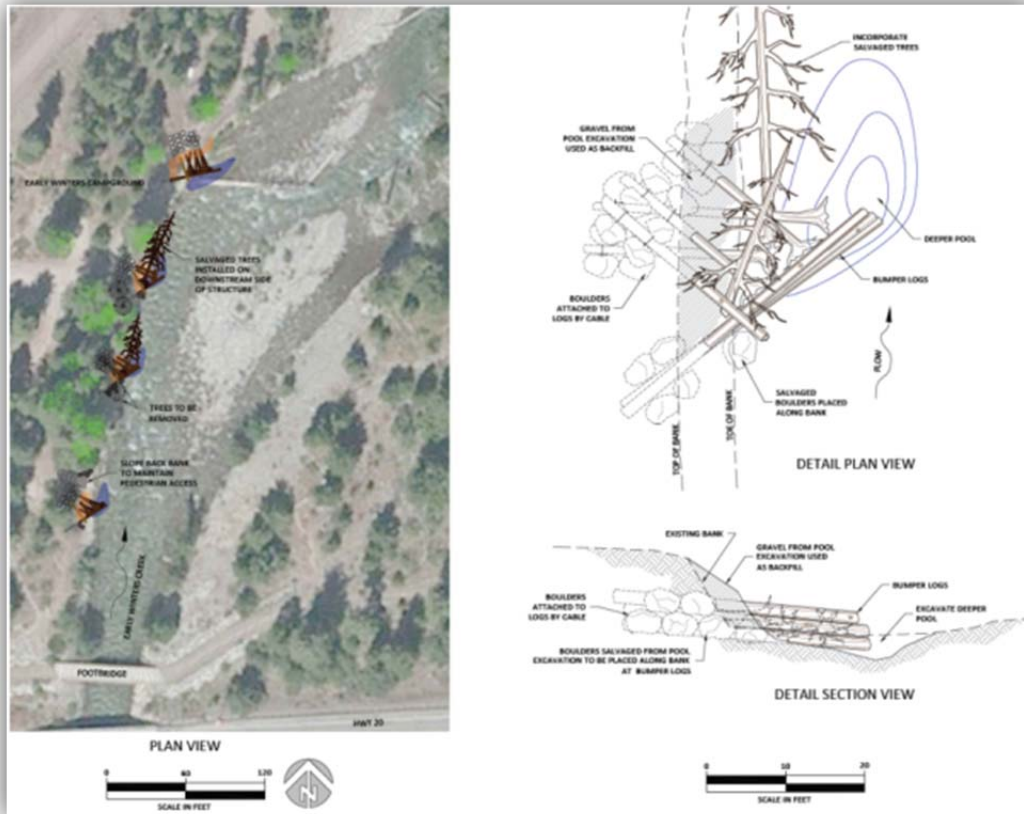 EARLY WINTERS CAMPGROUND
SALVAGED TREES
INSTALLED ON
DOWNSTREAM SIDE
OF STRUCTURE
TREES TO BE
REMOVED
SLOPE BACK BANK
TO MAINTAIN
PEDESTRIAN ACCESS
EARLY WINTERS CREEK
FOOTBRIDGE
HWY 20
PLAN VIEW
0 60 120
SCALE IN FEET
INCORPORATE
SALVAGED TREES
GRAVEL FROM
POOL EXCAVATION
USED AS BACKFILL
DEEPER POOL
BUMPER LOGS
BOULDERS
ATTACHED TO
LOGS BY CABLE
FLOW
SALVAGED
BOULDERS PLACED
ALONG BANK
TOP OF BANK
TOE OF BANK
DETAIL PLAN VIEW
EXISTING BANK
GRAVEL FROM POOL
EXCAVATION USED
AS BACKFILL
BUMPER LOGS
BOULDERS
ATTACHED TO
LOGS BY CABLE
EXCAVATE DEEPER
POOL
BOULDERS SALVAGED FROM POOL
EXCAVATION TO BE PLACED ALONG BANK
AT BUMPER LOGS
DETAIL SECTION VIEW
0 10 20
SCALE IN FEET